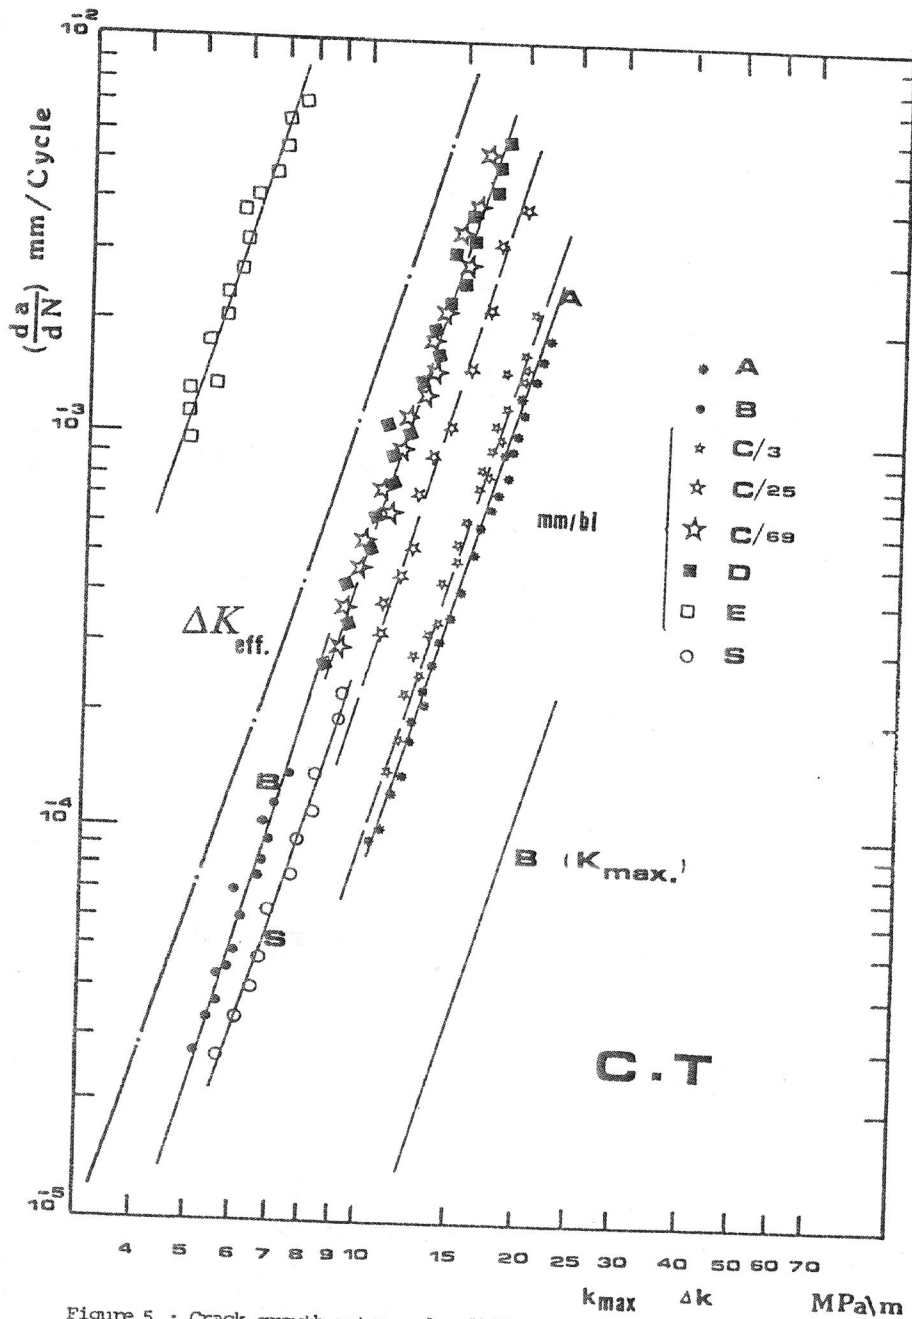 10⁻²
(da/dN) mm/Cycle
10⁻³
10⁻⁴
10⁻⁵
ΔK eff.
A
B
S
mm/bl
A
B
C/3
C/25
C/69
D
E
S
B (Kmax.)
C.T
4 5 6 7 8 9 10 15 20 25 30 40 50 60 70
kmax Δk MPa\m
Figure 5 : Crack growth